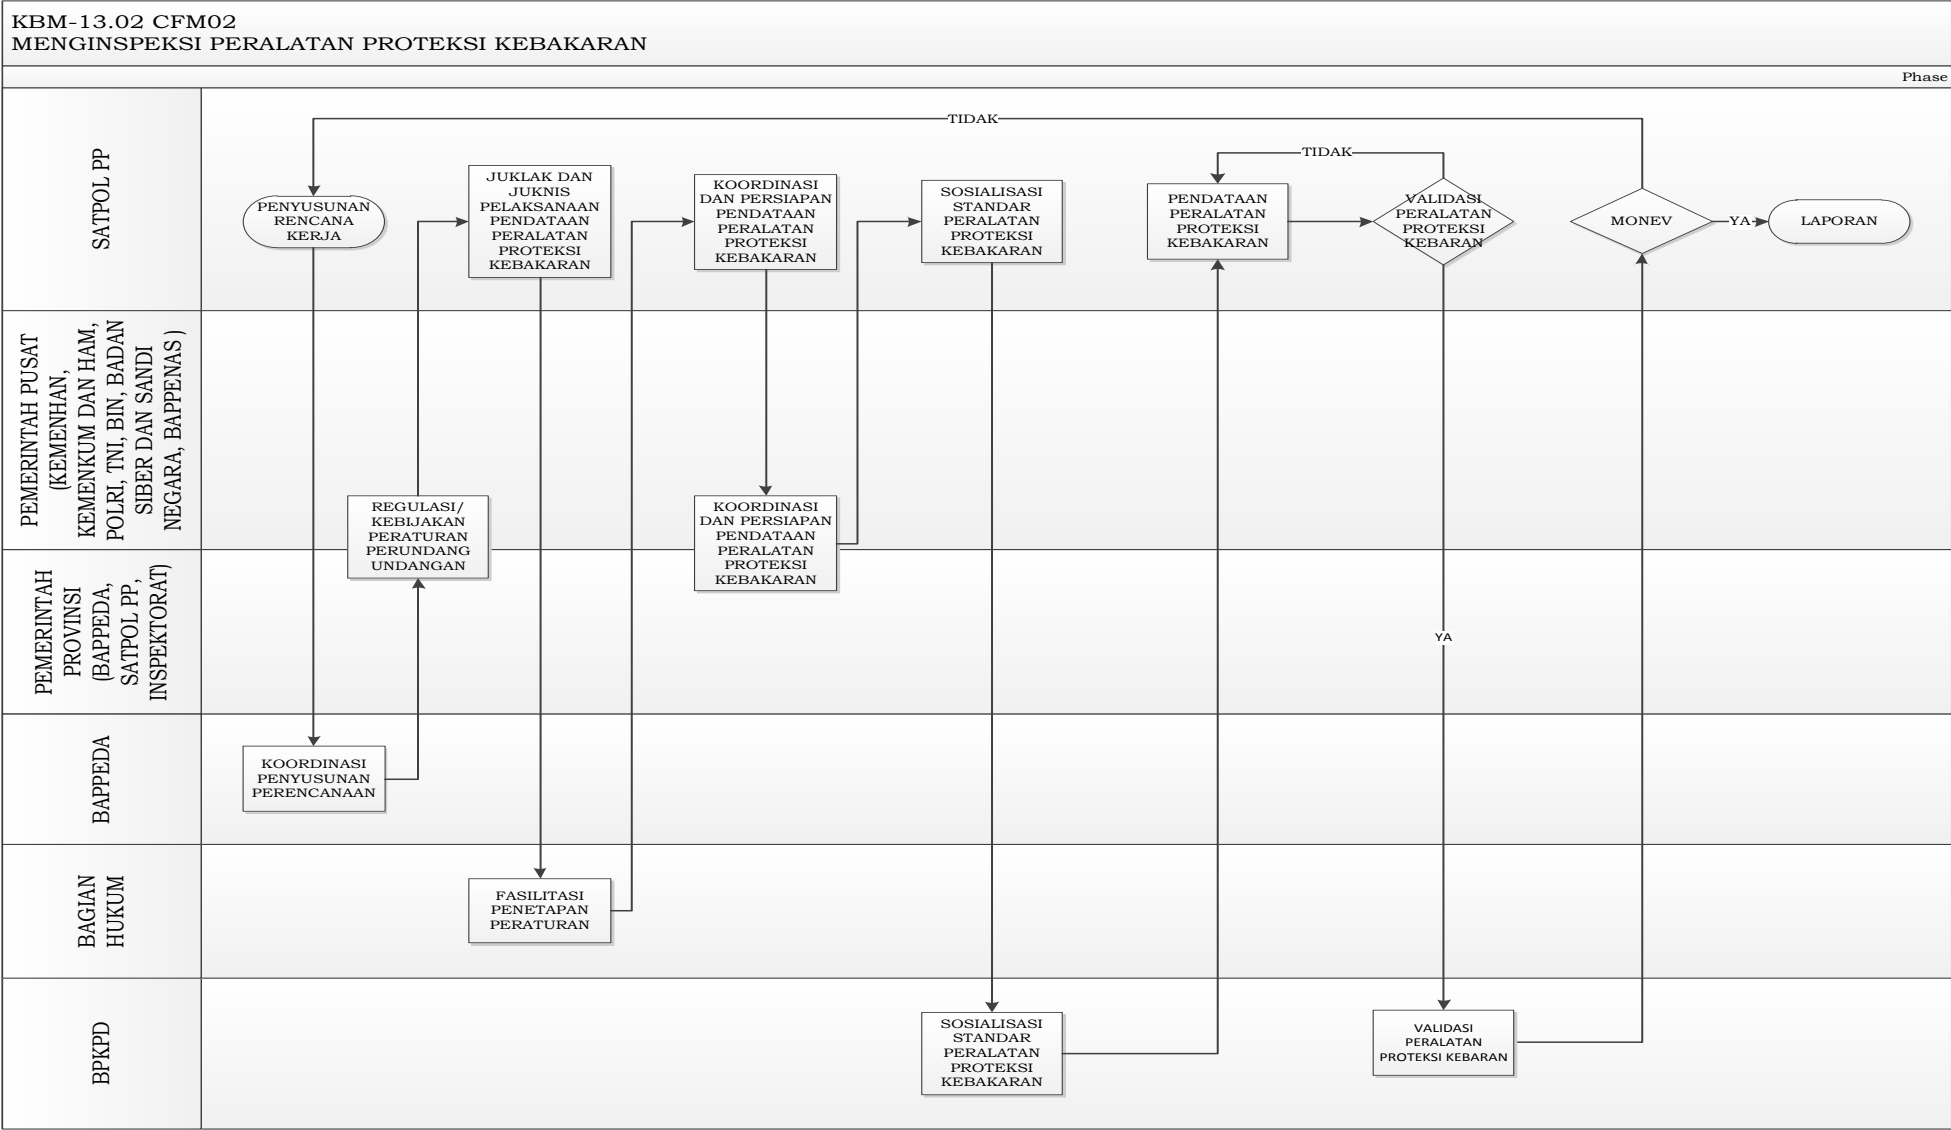 KBM-13.02 CFM02
MENGINSPEKSI PERALATAN PROTEKSI KEBAKARAN
Phase
SATPOL PP
TIDAK
PENYUSUNAN
RENCANA
KERJA
JUKLAK DAN
JUKNIS
PELAKSANAAN
PENDATAAN
PERALATAN
PROTEKSI
KEBAKARAN
KOORDINASI
DAN PERSIAPAN
PENDATAAN
PERALATAN
PROTEKSI
KEBAKARAN
SOSIALISASI
STANDAR
PERALATAN
PROTEKSI
KEBAKARAN
TIDAK
PENDATAAN
PERALATAN
PROTEKSI
KEBAKARAN
VALIDASI
PERALATAN
PROTEKSI
KEBARAN
MONEV
YA
LAPORAN
PEMERINTAH PUSAT
(KEMENHAN,
KEMENKUM DAN HAM,
POLRI, TNI, BIN, BADAN
SIBER DAN SANDI
NEGARA, BAPPENAS )
REGULASI/
KEBIJAKAN
PERATURAN
PERUNDANG
UNDANGAN
KOORDINASI
DAN PERSIAPAN
PENDATAAN
PERALATAN
PROTEKSI
KEBAKARAN
PEMERINTAH
PROVINSI
(BAPPEDA,
SATPOL PP,
INSPEKTORAT)
YA
BAPPEDA
KOORDINASI
PENYUSUNAN
PERENCANAAN
BAGIAN
HUKUM
FASILITASI
PENETAPAN
PERATURAN
BPKPD
SOSIALISASI
STANDAR
PERALATAN
PROTEKSI
KEBAKARAN
VALIDASI
PERALATAN
PROTEKSI KEBARAN